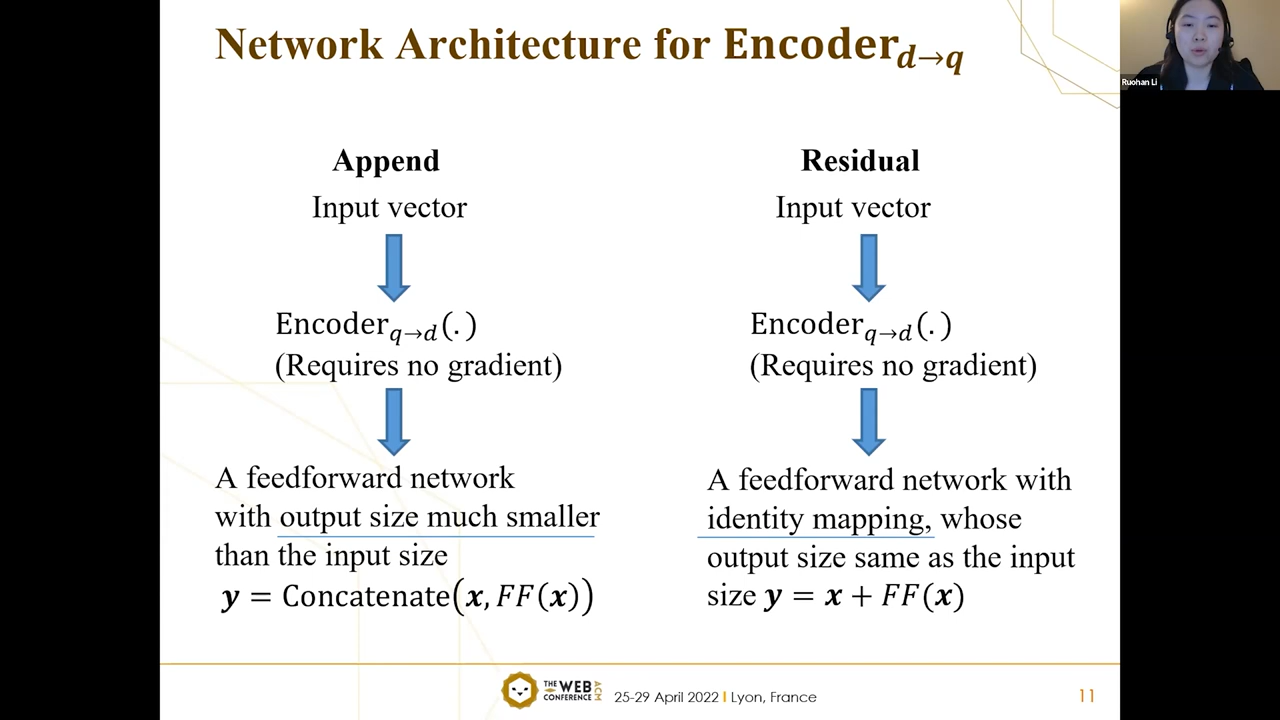 Network Architecture for Encoder_{d→q}
Ruohan Li
Append
Input vector
Encoder_{q→d}(.)
(Requires no gradient)
A feedforward network
with output size much smaller
than the input size
y = Concatenate(x, FF(x))
Residual
Input vector
Encoder_{q→d}(.)
(Requires no gradient)
A feedforward network with
identity mapping, whose
output size same as the input
size y = x + FF(x)
THE WEB CONFERENCE ACM
25-29 April 2022 | Lyon, France
11